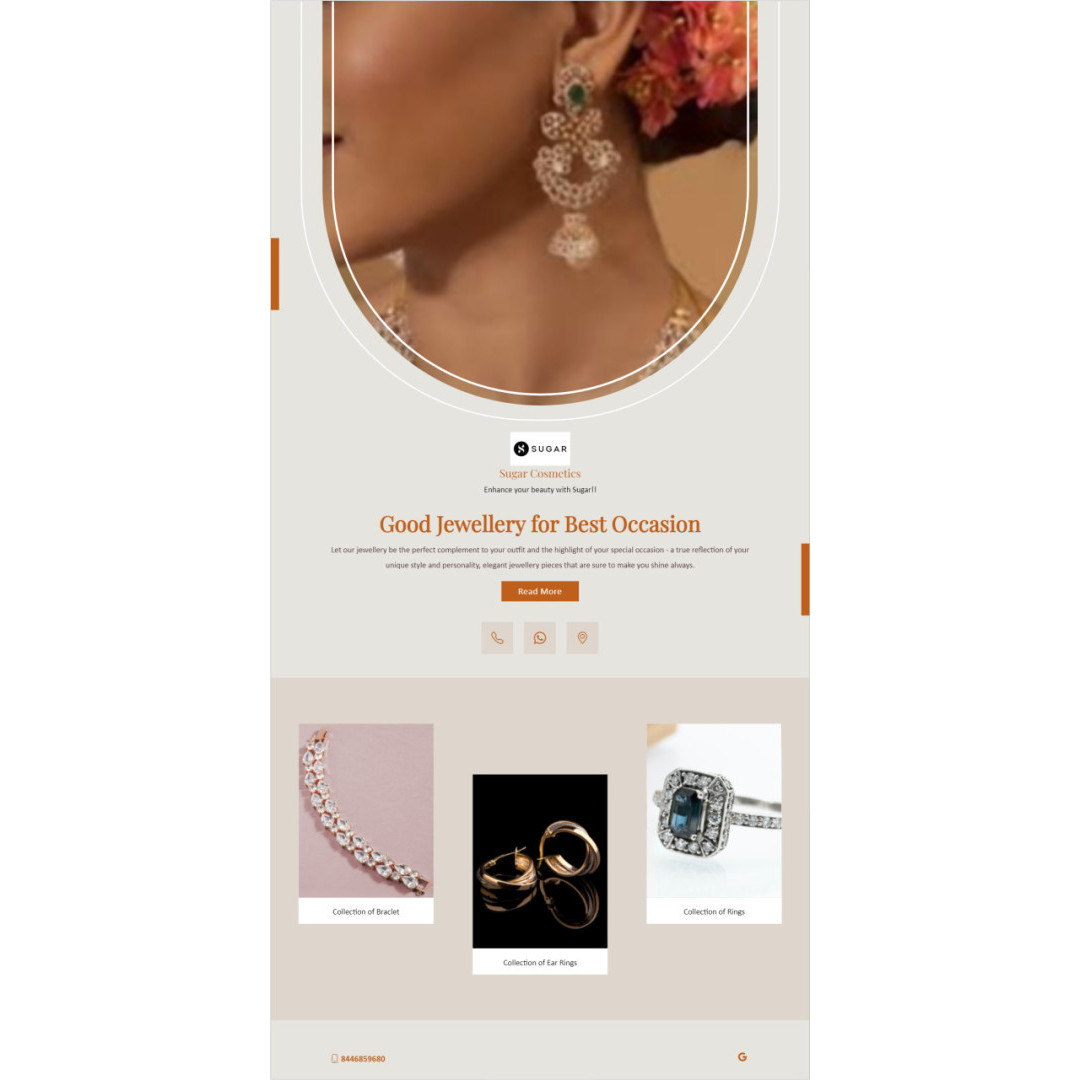 SUGAR
Sugar Cosmetics
Enhance your beauty with Sugar!!
Good Jewellery for Best Occasion
Let our jewellery be the perfect complement to your outfit and the highlight of your special occasion - a true reflection of your
unique style and personality, elegant jewellery pieces that are sure to make you shine always.
Read More
Collection of Braclet
Collection of Ear Rings
Collection of Rings
8446859680